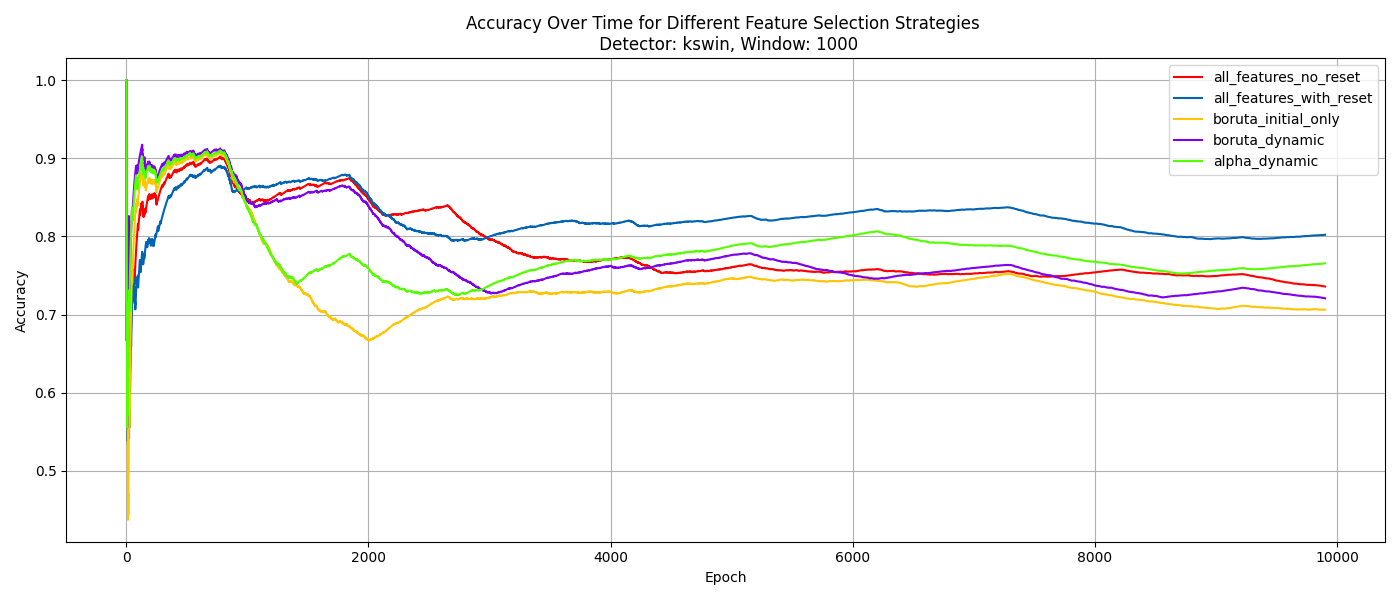 Accuracy Over Time for Different Feature Selection Strategies
Detector: kswin, Window: 1000
all_features_no_reset
all_features_with_reset
boruta_initial_only
boruta_dynamic
alpha_dynamic
Accuracy
1.0
0.9
0.8
0.7
0.6
0.5
0
2000
4000
6000
8000
10000
Epoch